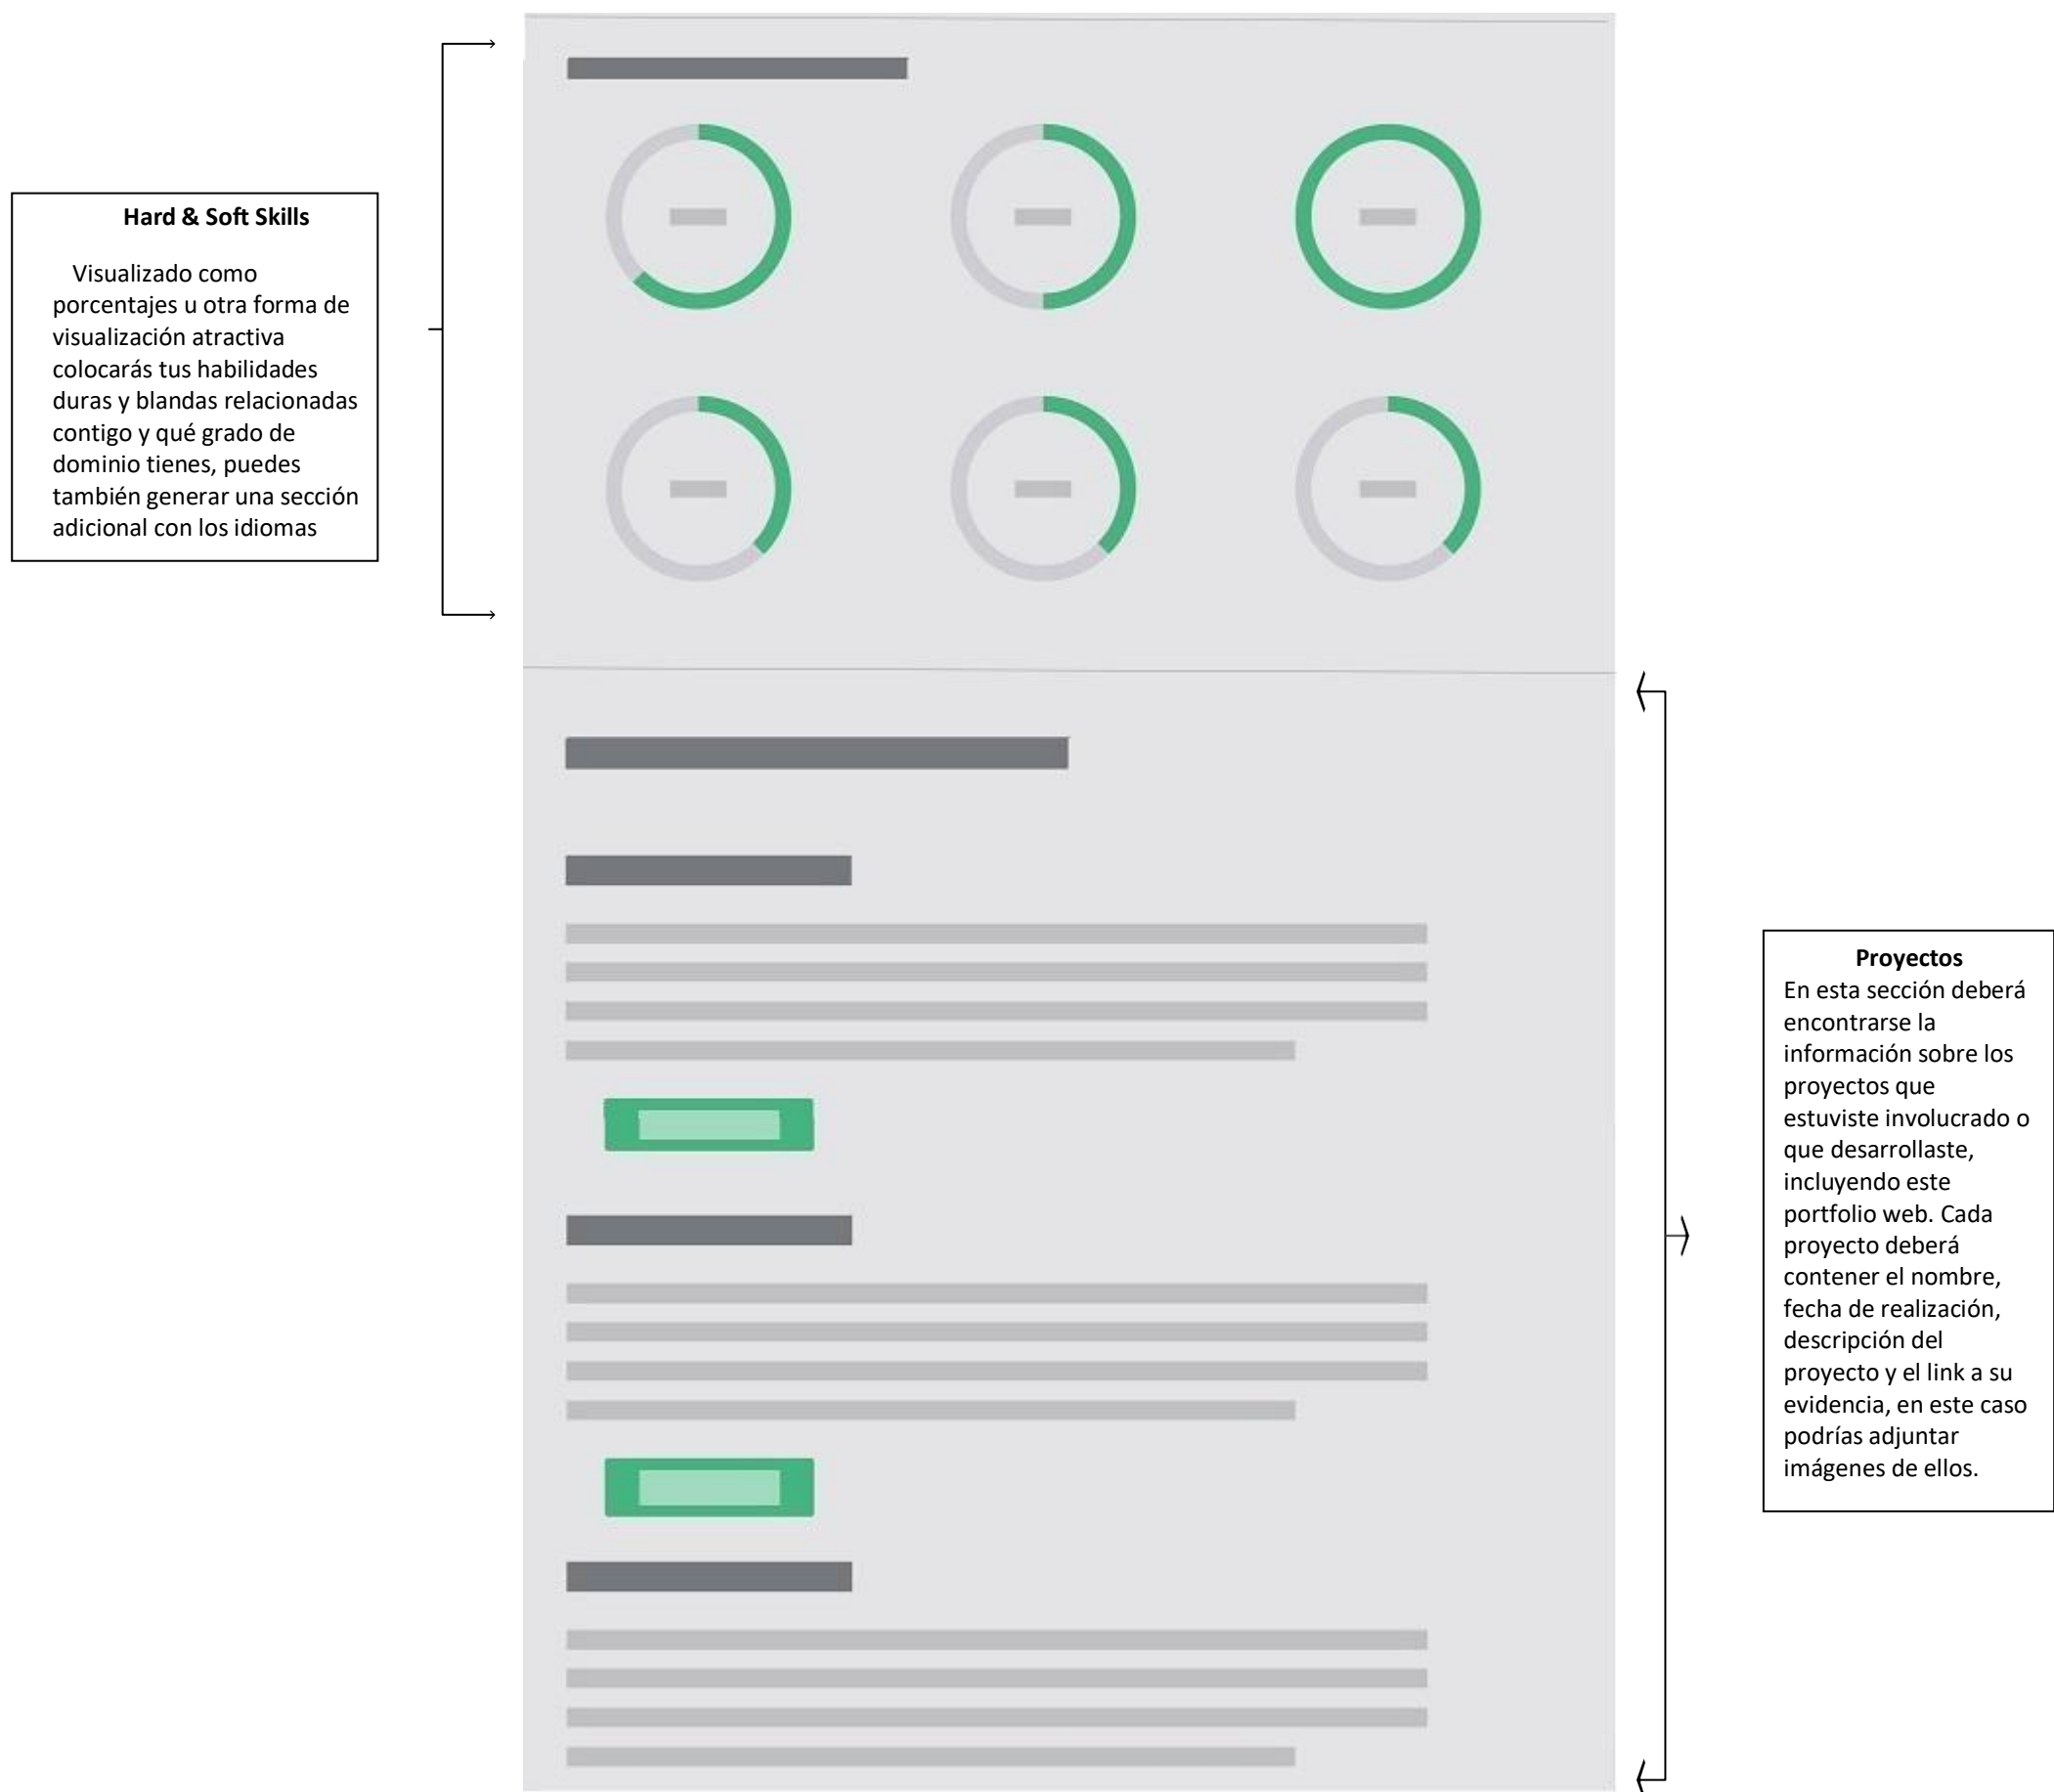 Hard & Soft Skills
Visualizado como
porcentajes u otra forma de
visualización atractiva
colocarás tus habilidades
duras y blandas relacionadas
contigo y qué grado de
dominio tienes, puedes
también generar una sección
adicional con los idiomas
Proyectos
En esta sección deberá
encontrarse la
información sobre los
proyectos que
estuviste involucrado o
que desarrollaste,
incluyendo este
portfolio web. Cada
proyecto deberá
contener el nombre,
fecha de realización,
descripción del
proyecto y el link a su
evidencia, en este caso
podrías adjuntar
imágenes de ellos.